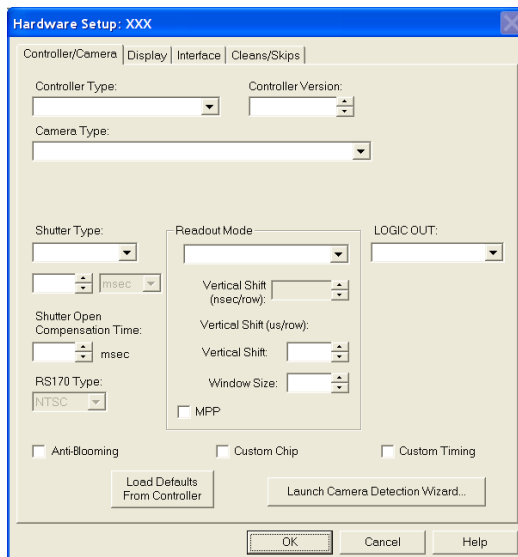 Hardware Setup: XXX
Controller/Camera Display Interface Cleans/Skips
Controller Type: Controller Version:
Camera Type:
Shutter Type: Readout Mode LOGIC OUT:
msec
Vertical Shift
(nsec/row):
Shutter Open
Compensation Time:
Vertical Shift (us/row):
msec
Vertical Shift:
RS170 Type:
Window Size:
NTSC
MPP
Anti-Blooming Custom Chip Custom Timing
Load Defaults
From Controller
Launch Camera Detection Wizard...
OK Cancel Help